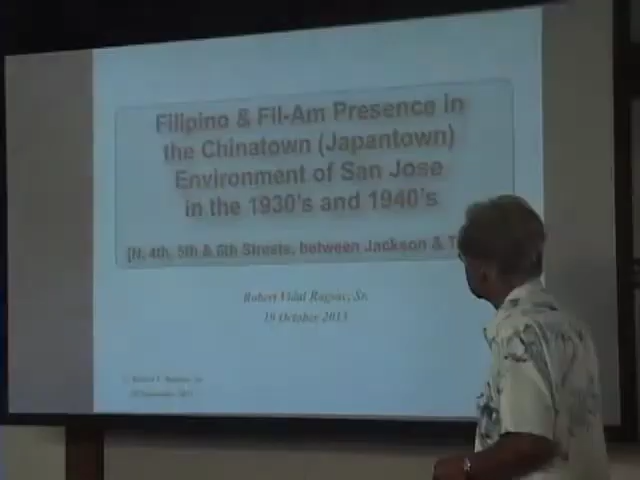 Filipino & Fil-Am Presence in
the Chinatown (Japantown)
Environment of San Jose
in the 1930's and 1940's
[N. 4th, 5th & 6th Streets, between Jackson & T
Robert Vidal Ragsac, Sr.
19 October 2013